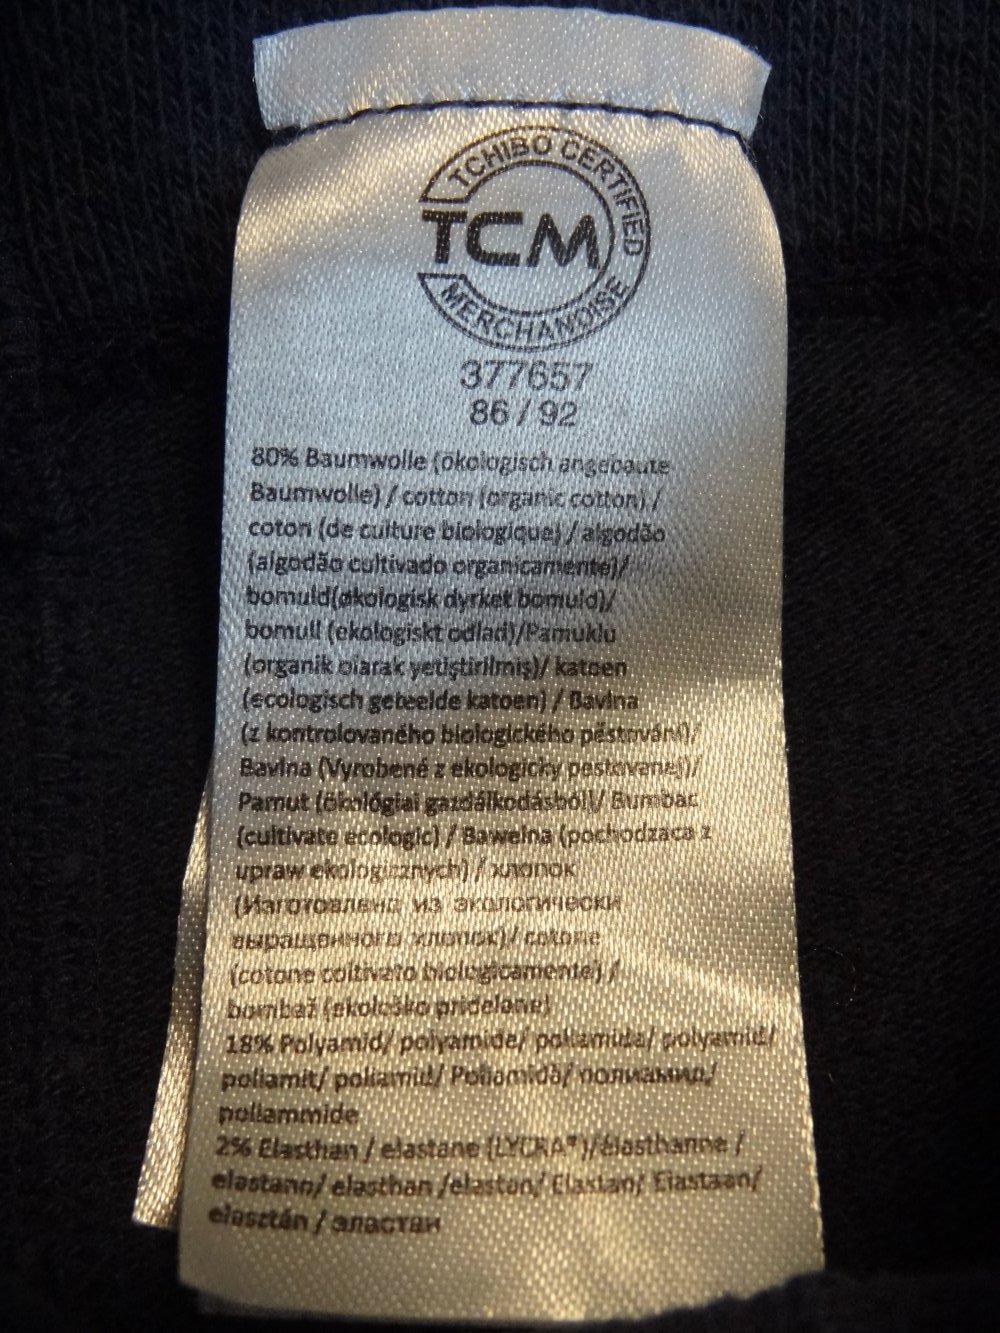 TCHIBO CERTIFIED
TCM
MERCHANDISE
377657
86 / 92
80% Baumwolle (ökologisch angebaute
Baumwolle) / cotton (organic cotton) /
coton (de culture biologique) / algodão
(algodão cultivado organicamente)/
bomuld(økologisk dyrket bomuld)/
bomull (ekologiskt odlad)/Pamuklu
(organik olarak yetiştirilmiş)/ katoen
(ecologisch geteelde katoen) / Bavlna
(z kontrolovaného biologického pěstování)/
Bavlna (Vyrobené z ekologicky pestovanej)/
Pamut (ökológiai gazdálkodásból)/ Bumbac
(cultivate ecologic) / Bawelna (pochodzaca z
upraw ekologicznych) / хлопок
(Изготовлено из экологически
выращенного хлопок)/ cotone
(cotone coltivato biologicamente) /
bombaž (ekološko pridelane)
18% Polyamid/ polyamide/ poliamida/ polyamid/
poliamit/ poliamid/ Poliamidă/ полиамид/
poliammide
2% Elasthan / elastane (LYCRA®)/élasthanne /
elastano/ elasthan /elastan/ Elastan/ Elastaan/
elasztán / эластан